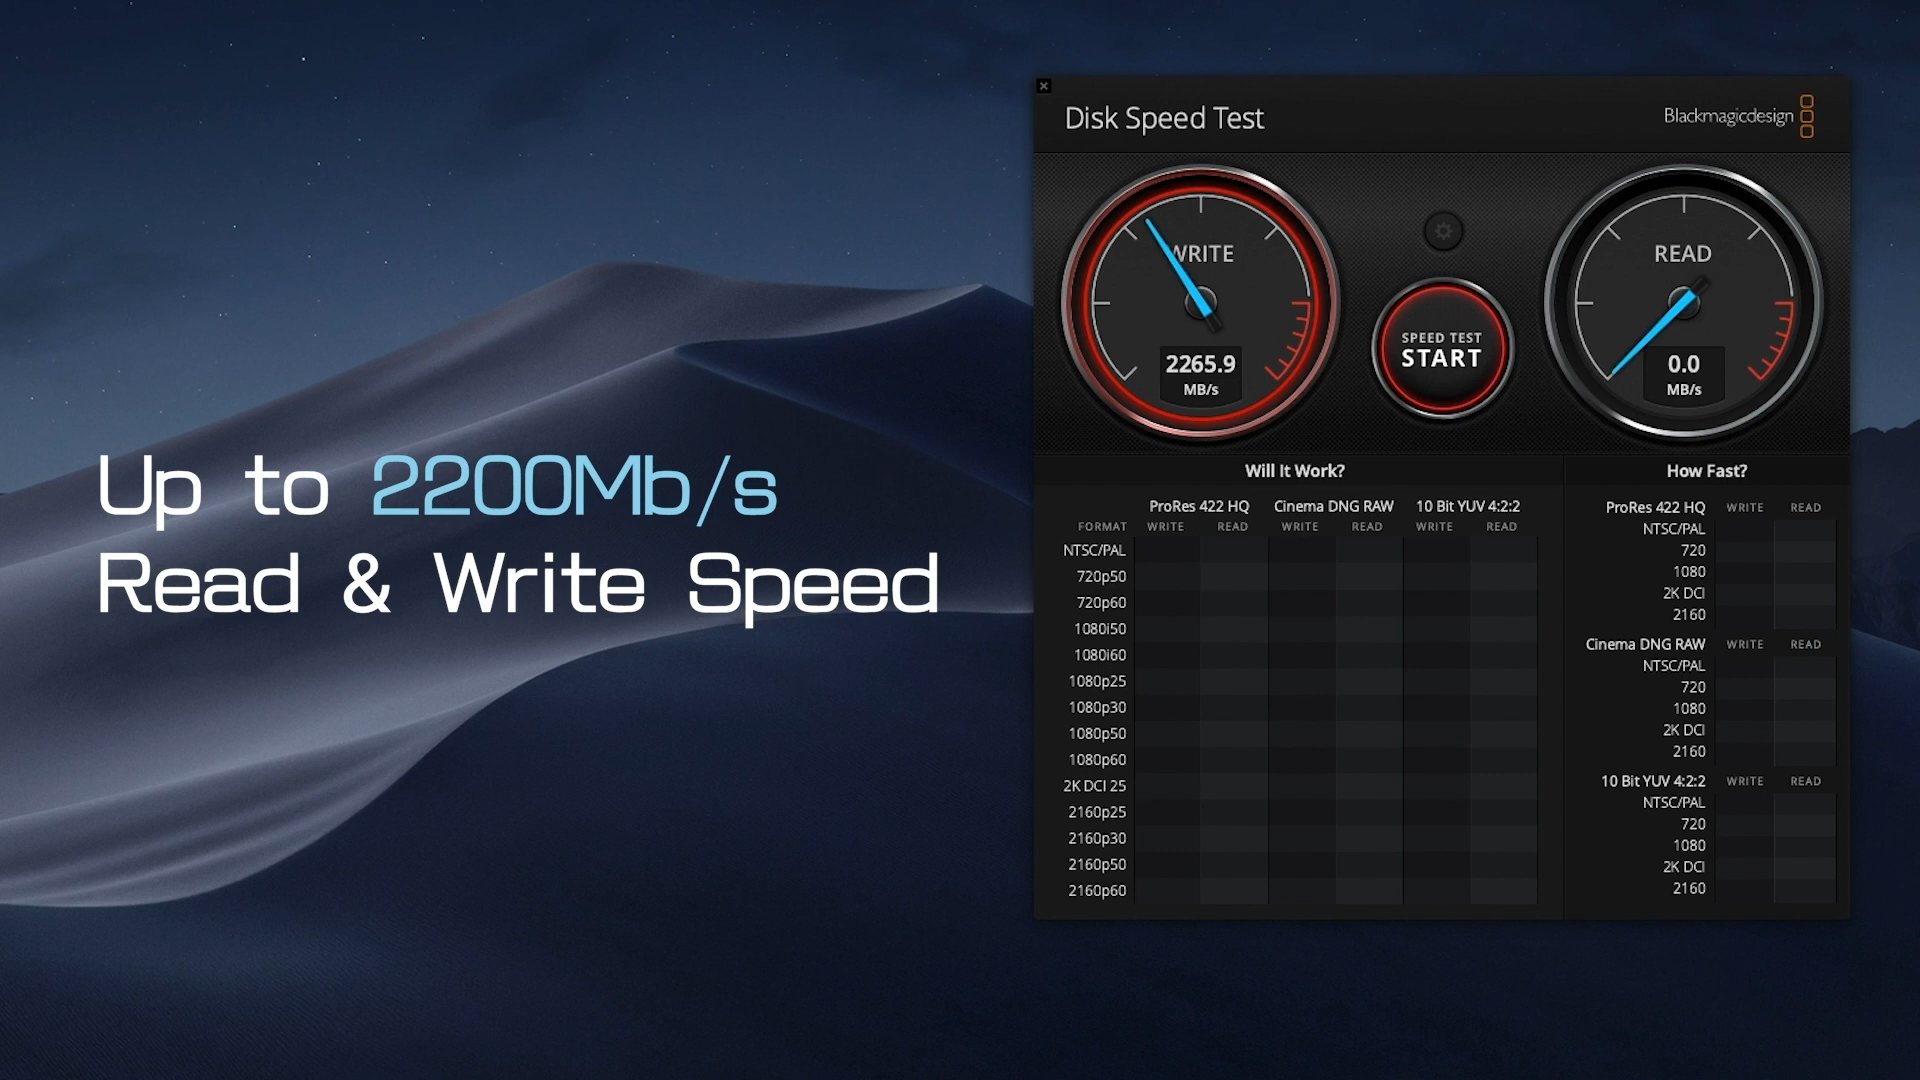 Up to 2200Mb/s
Read & Write Speed
Disk Speed Test
Blackmagicdesign
WRITE
2265.9
MB/s
SPEED TEST
START
READ
0.0
MB/s
Will It Work?
ProRes 422 HQ Cinema DNG RAW 10 Bit YUV 4:2:2
FORMAT WRITE READ WRITE READ WRITE READ
NTSC/PAL
720p50
720p60
1080i50
1080i60
1080p25
1080p30
1080p50
1080p60
2K DCI 25
2160p25
2160p30
2160p50
2160p60
How Fast?
ProRes 422 HQ WRITE READ
NTSC/PAL
720
1080
2K DCI
2160
Cinema DNG RAW WRITE READ
NTSC/PAL
720
1080
2K DCI
2160
10 Bit YUV 4:2:2 WRITE READ
NTSC/PAL
720
1080
2K DCI
2160